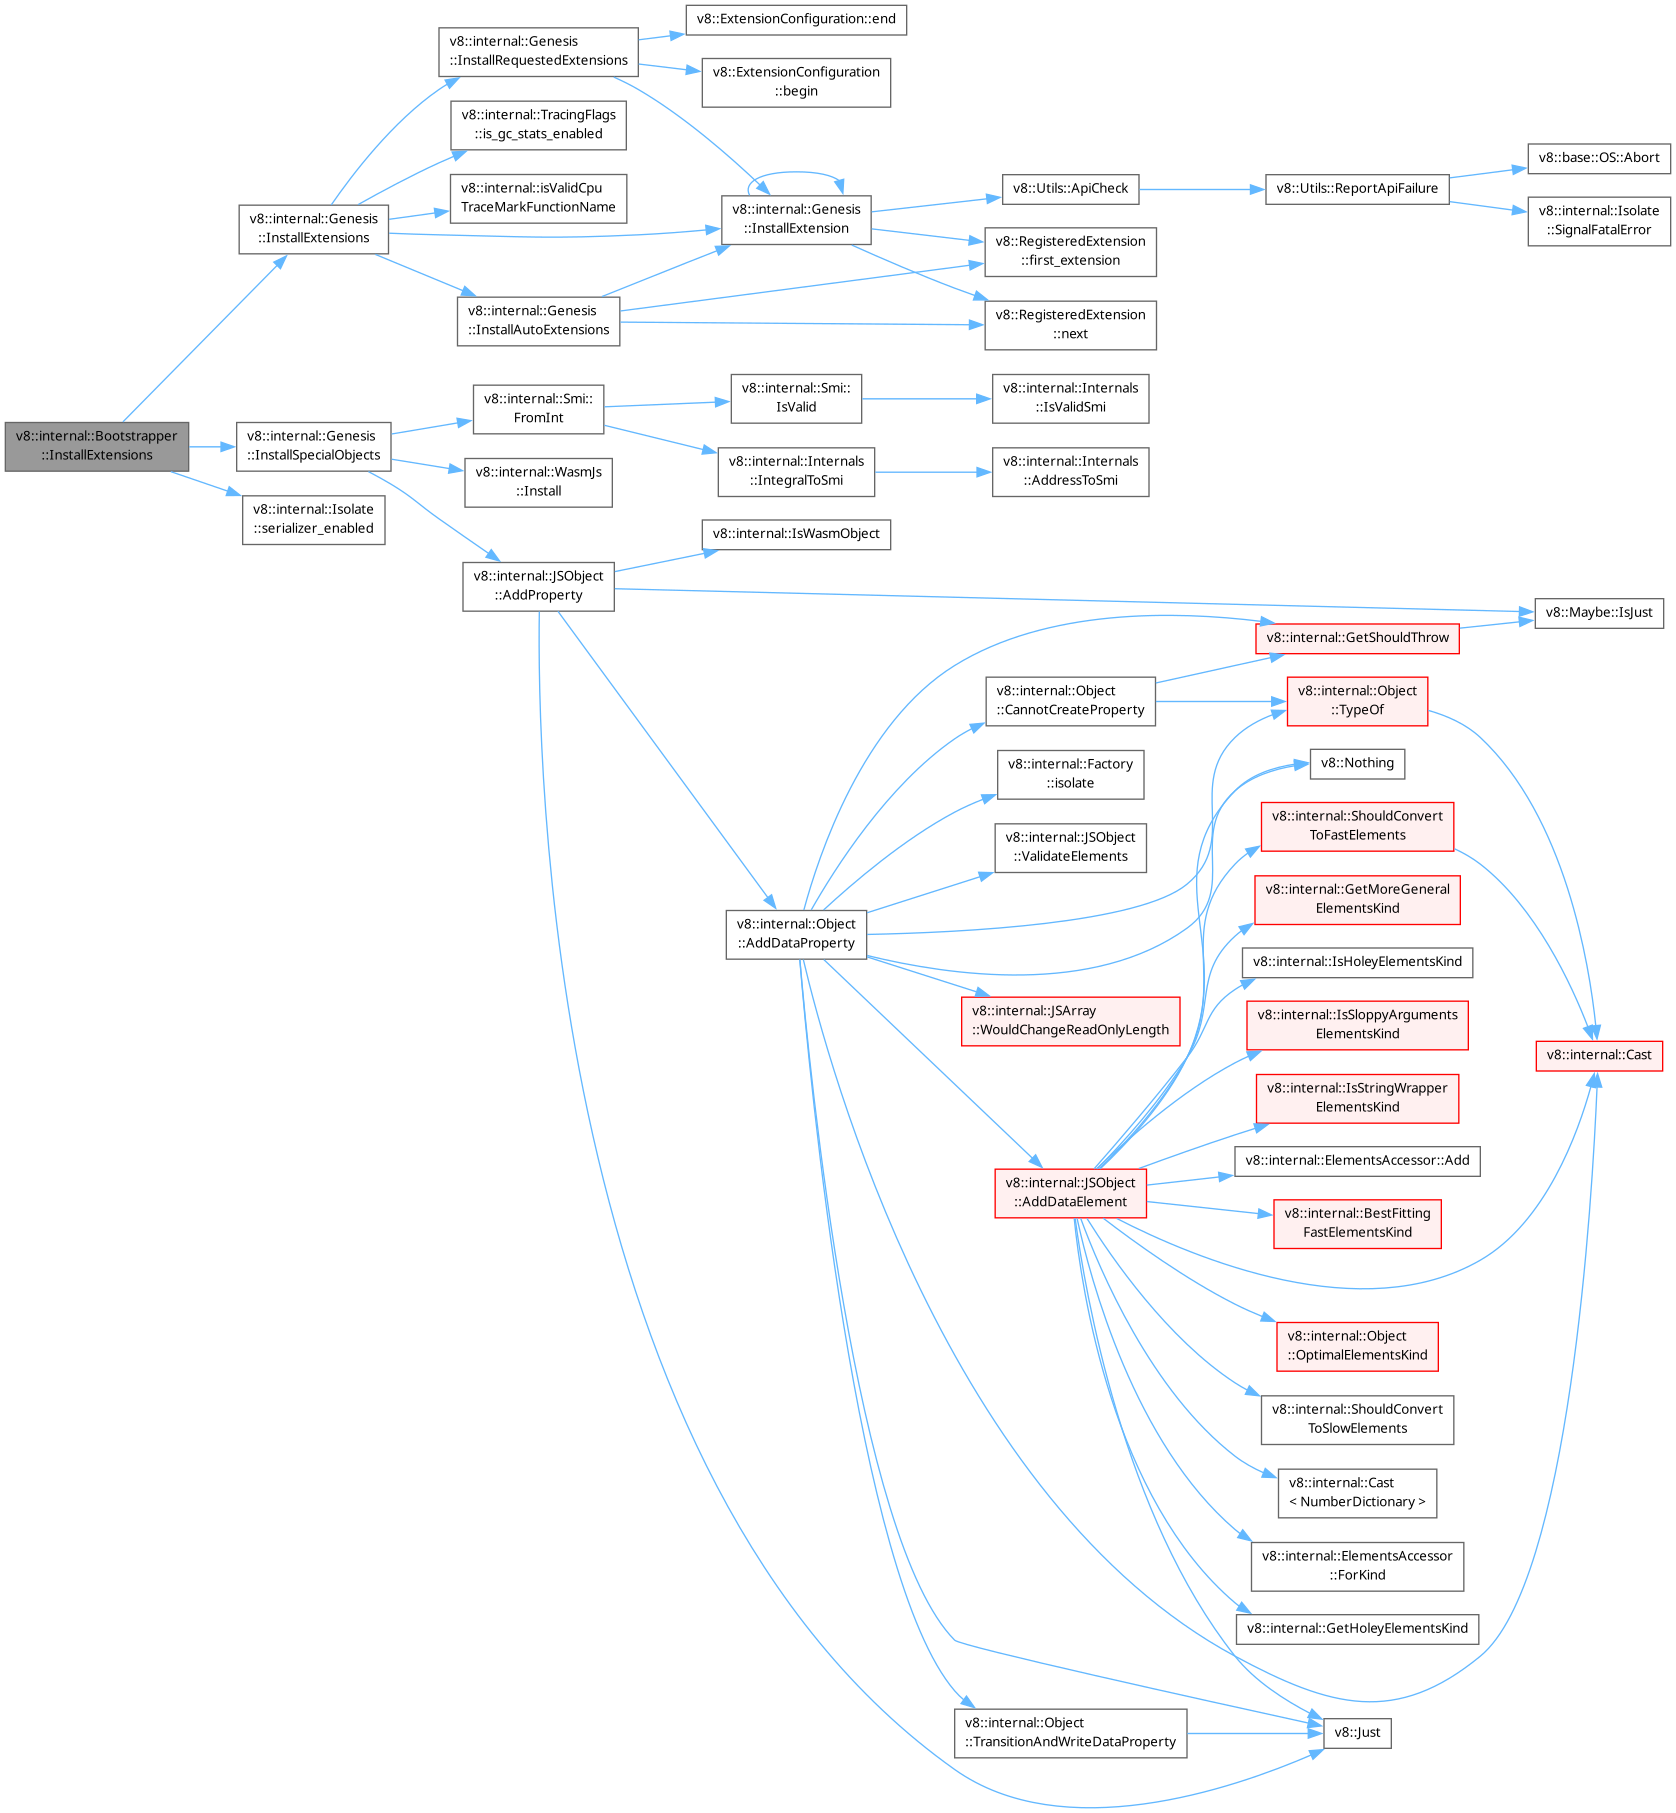 v8::ExtensionConfiguration::end
v8::internal::Genesis
::InstallRequestedExtensions
v8::ExtensionConfiguration
::begin
v8::internal::TracingFlags
::is_gc_stats_enabled
v8::base::OS::Abort
v8::internal::isValidCpu
TraceMarkFunctionName
v8::Utils::ApiCheck
v8::Utils::ReportApiFailure
v8::internal::Genesis
::InstallExtensions
v8::internal::Genesis
::InstallExtension
v8::internal::Isolate
::SignalFatalError
v8::RegisteredExtension
::first_extension
v8::internal::Genesis
::InstallAutoExtensions
v8::RegisteredExtension
::next
v8::internal::Smi::
FromInt
v8::internal::Smi::
IsValid
v8::internal::Internals
::IsValidSmi
v8::internal::Bootstrapper
::InstallExtensions
v8::internal::Genesis
::InstallSpecialObjects
v8::internal::WasmJs
::Install
v8::internal::Internals
::IntegralToSmi
v8::internal::Internals
::AddressToSmi
v8::internal::Isolate
::serializer_enabled
v8::internal::IsWasmObject
v8::internal::JSObject
::AddProperty
v8::Maybe::IsJust
v8::internal::GetShouldThrow
v8::internal::Object
::CannotCreateProperty
v8::internal::Object
::TypeOf
v8::internal::Factory
::isolate
v8::Nothing
v8::internal::JSObject
::ValidateElements
v8::internal::ShouldConvert
ToFastElements
v8::internal::GetMoreGeneral
ElementsKind
v8::internal::Object
::AddDataProperty
v8::internal::IsHoleyElementsKind
v8::internal::JSArray
::WouldChangeReadOnlyLength
v8::internal::IsSloppyArguments
ElementsKind
v8::internal::Cast
v8::internal::IsStringWrapper
ElementsKind
v8::internal::ElementsAccessor::Add
v8::internal::JSObject
::AddDataElement
v8::internal::BestFitting
FastElementsKind
v8::internal::Object
::OptimalElementsKind
v8::internal::ShouldConvert
ToSlowElements
v8::internal::Cast
< NumberDictionary >
v8::internal::ElementsAccessor
::ForKind
v8::internal::GetHoleyElementsKind
v8::internal::Object
::TransitionAndWriteDataProperty
v8::Just